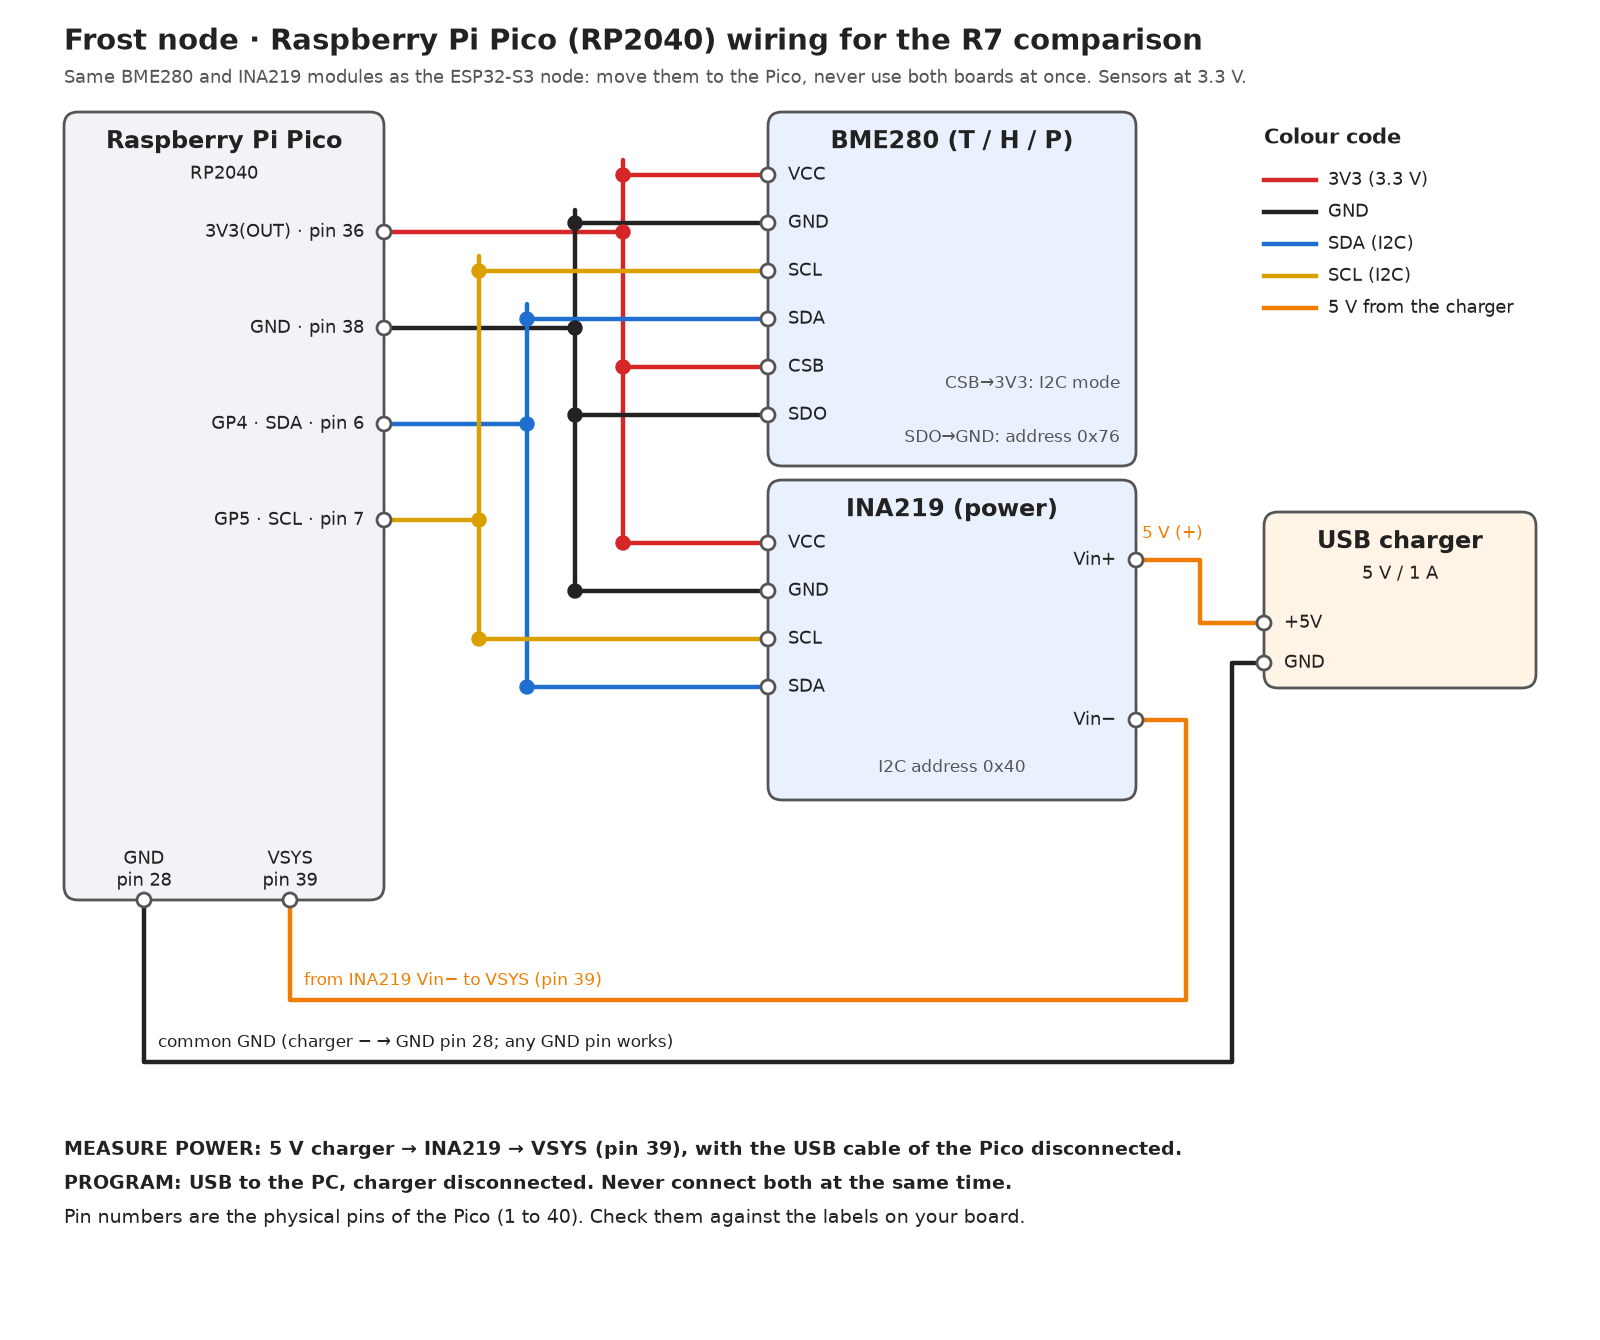 Frost node · Raspberry Pi Pico (RP2040) wiring for the R7 comparison
Same BME280 and INA219 modules as the ESP32-S3 node: move them to the Pico, never use both boards at once. Sensors at 3.3 V.
Raspberry Pi Pico
RP2040
3V3(OUT) · pin 36
GND · pin 38
GP4 · SDA · pin 6
GP5 · SCL · pin 7
GND
pin 28
VSYS
pin 39
BME280 (T / H / P)
VCC
GND
SCL
SDA
CSB
CSB→3V3: I2C mode
SDO
SDO→GND: address 0x76
INA219 (power)
VCC
GND
SCL
SDA
Vin+
Vin−
I2C address 0x40
Colour code
3V3 (3.3 V)
GND
SDA (I2C)
SCL (I2C)
5 V from the charger
5 V (+)
USB charger
5 V / 1 A
+5V
GND
from INA219 Vin− to VSYS (pin 39)
common GND (charger − → GND pin 28; any GND pin works)
MEASURE POWER: 5 V charger → INA219 → VSYS (pin 39), with the USB cable of the Pico disconnected.
PROGRAM: USB to the PC, charger disconnected. Never connect both at the same time.
Pin numbers are the physical pins of the Pico (1 to 40). Check them against the labels on your board.